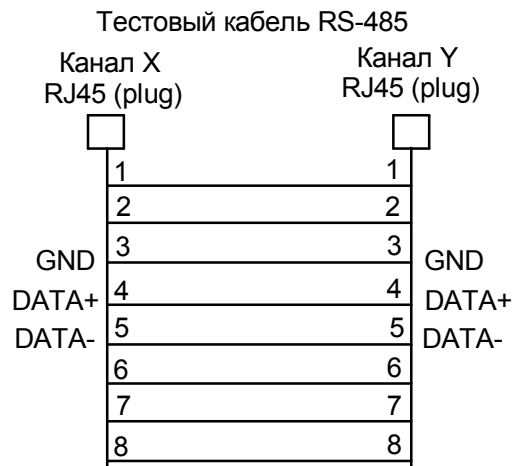 Тестовый кабель RS-485
Канал X Канал Y
RJ45 (plug) RJ45 (plug)
1 1
2 2
3 3
GND GND
4 4
DATA+ DATA+
5 5
DATA- DATA-
6 6
7 7
8 8